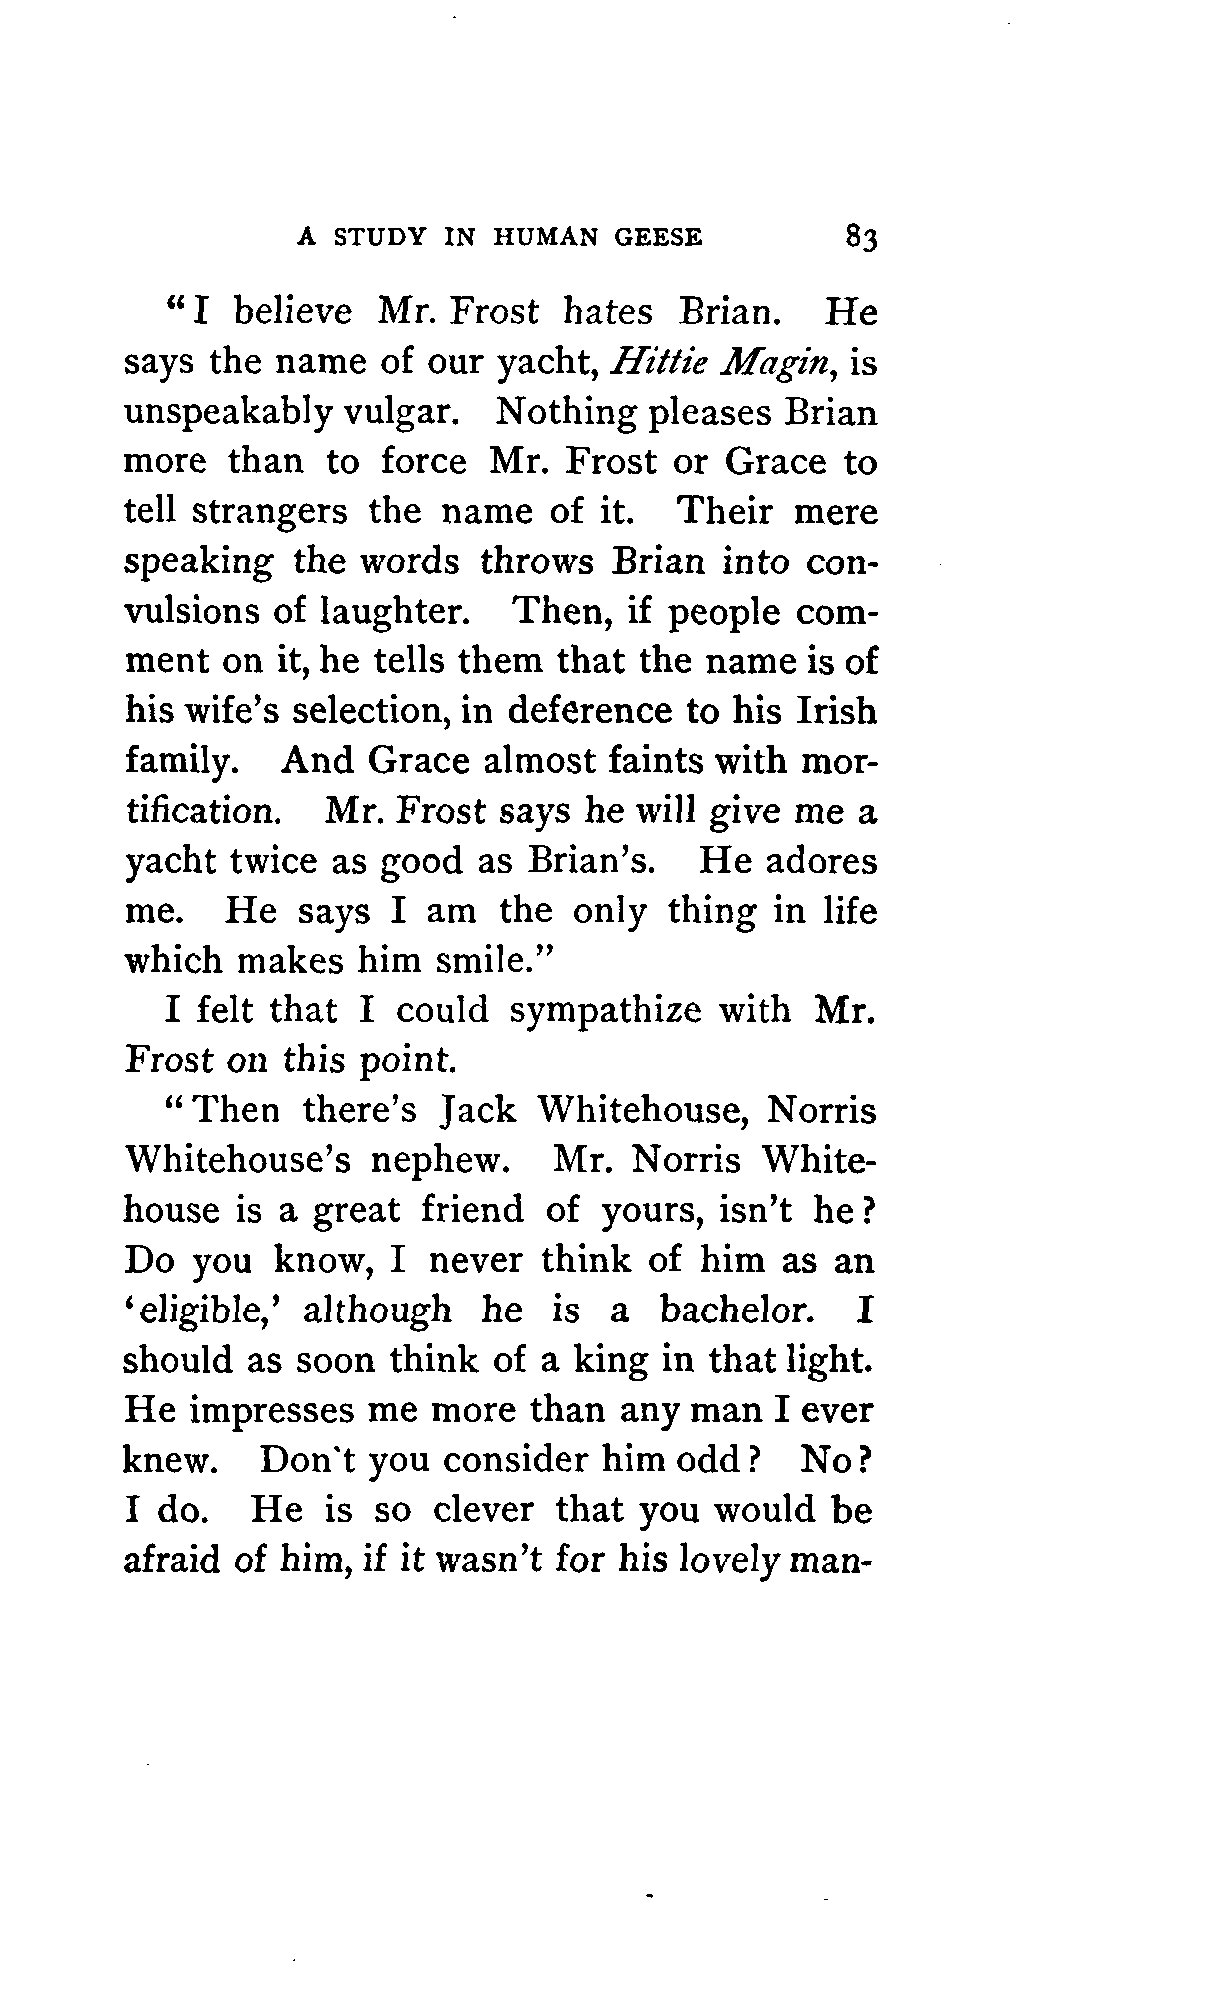 A STUDY IN HUMAN GEESE 83
"I believe Mr. Frost hates Brian. He
says the name of our yacht, Hittie Magin, is
unspeakably vulgar. Nothing pleases Brian
more than to force Mr. Frost or Grace to
tell strangers the name of it. Their mere
speaking the words throws Brian into con-
vulsions of laughter. Then, if people com-
ment on it, he tells them that the name is of
his wife's selection, in deference to his Irish
family. And Grace almost faints with mor-
tification. Mr. Frost says he will give me a
yacht twice as good as Brian's. He adores
me. He says I am the only thing in life
which makes him smile."
I felt that I could sympathize with Mr.
Frost on this point.
"Then there's Jack Whitehouse, Norris
Whitehouse's nephew. Mr. Norris White-
house is a great friend of yours, isn't he?
Do you know, I never think of him as an
'eligible,' although he is a bachelor. I
should as soon think of a king in that light.
He impresses me more than any man I ever
knew. Don't you consider him odd? No?
I do. He is so clever that you would be
afraid of him, if it wasn't for his lovely man-